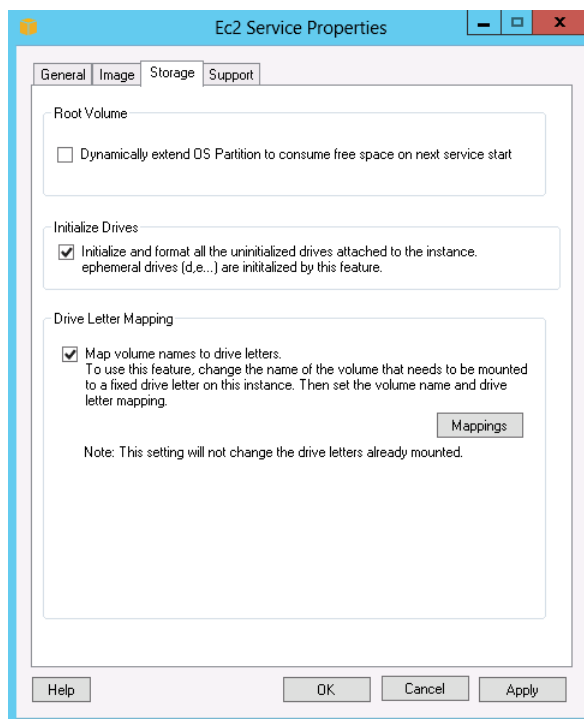 Ec2 Service Properties
General Image Storage Support
Root Volume
Dynamically extend OS Partition to consume free space on next service start
Initialize Drives
Initialize and format all the uninitialized drives attached to the instance.
ephemeral drives (d,e...) are inititalized by this feature.
Drive Letter Mapping
Map volume names to drive letters.
To use this feature, change the name of the volume that needs to be mounted
to a fixed drive letter on this instance. Then set the volume name and drive
letter mapping.
Mappings
Note: This setting will not change the drive letters already mounted.
Help OK Cancel Apply